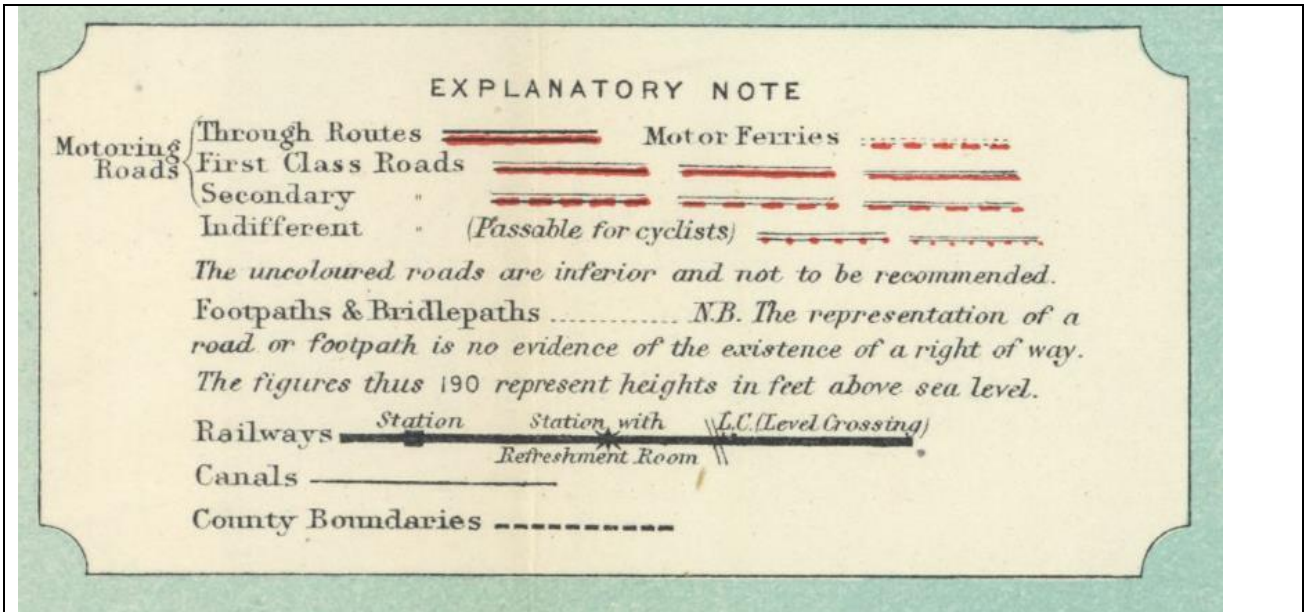 EXPLANATORY NOTE
Motoring Roads
Through Routes Motor Ferries
First Class Roads
Secondary "
Indifferent " (Passable for cyclists)
The uncoloured roads are inferior and not to be recommended.
Footpaths & Bridlepaths ............. N.B. The representation of a
road or footpath is no evidence of the existence of a right of way.
The figures thus 190 represent heights in feet above sea level.
Railways Station Station with Refreshment Room L.C. (Level Crossing)
Canals
County Boundaries